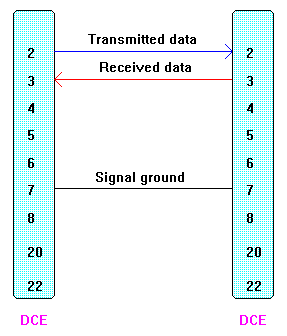 Transmitted data
2 2
Received data
3 3
4 4
5 5
6 6
Signal ground
7 7
8 8
20 20
22 22
DCE DCE